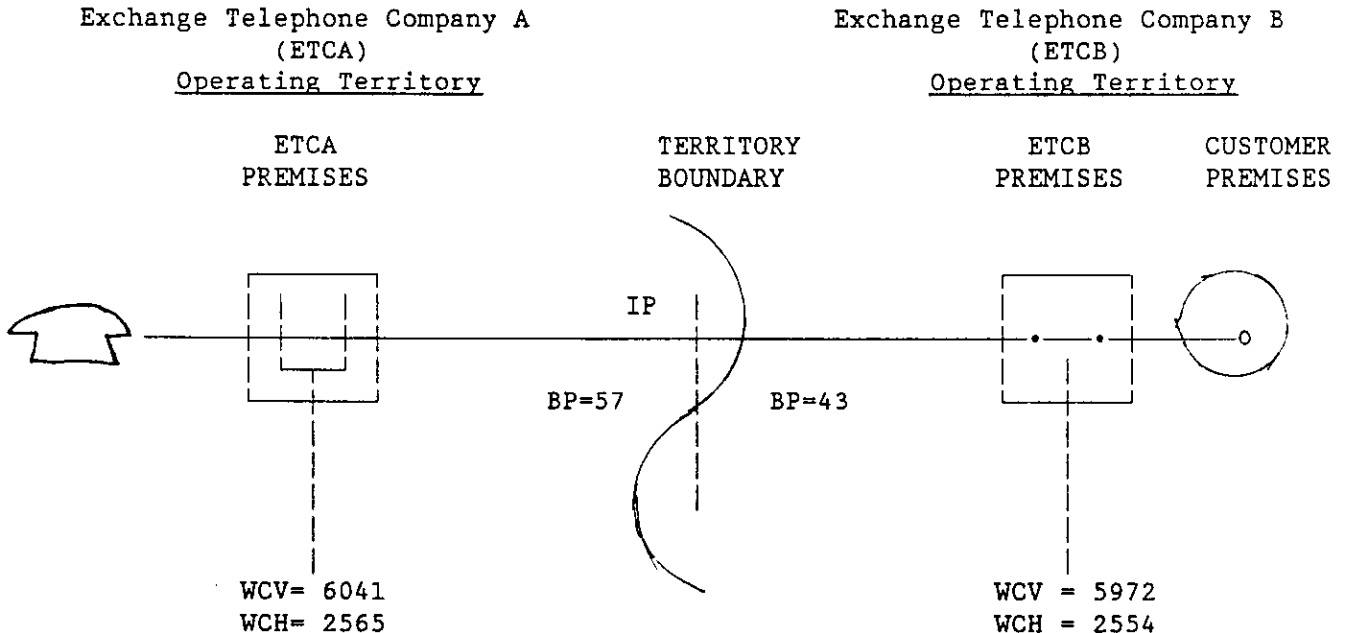 Exchange Telephone Company A
(ETCA)
Operating Territory
Exchange Telephone Company B
(ETCB)
Operating Territory
ETCA
PREMISES
TERRITORY
BOUNDARY
ETCB
PREMISES
CUSTOMER
PREMISES
IP
BP=57
BP=43
WCV= 6041
WCH= 2565
WCV = 5972
WCH = 2554